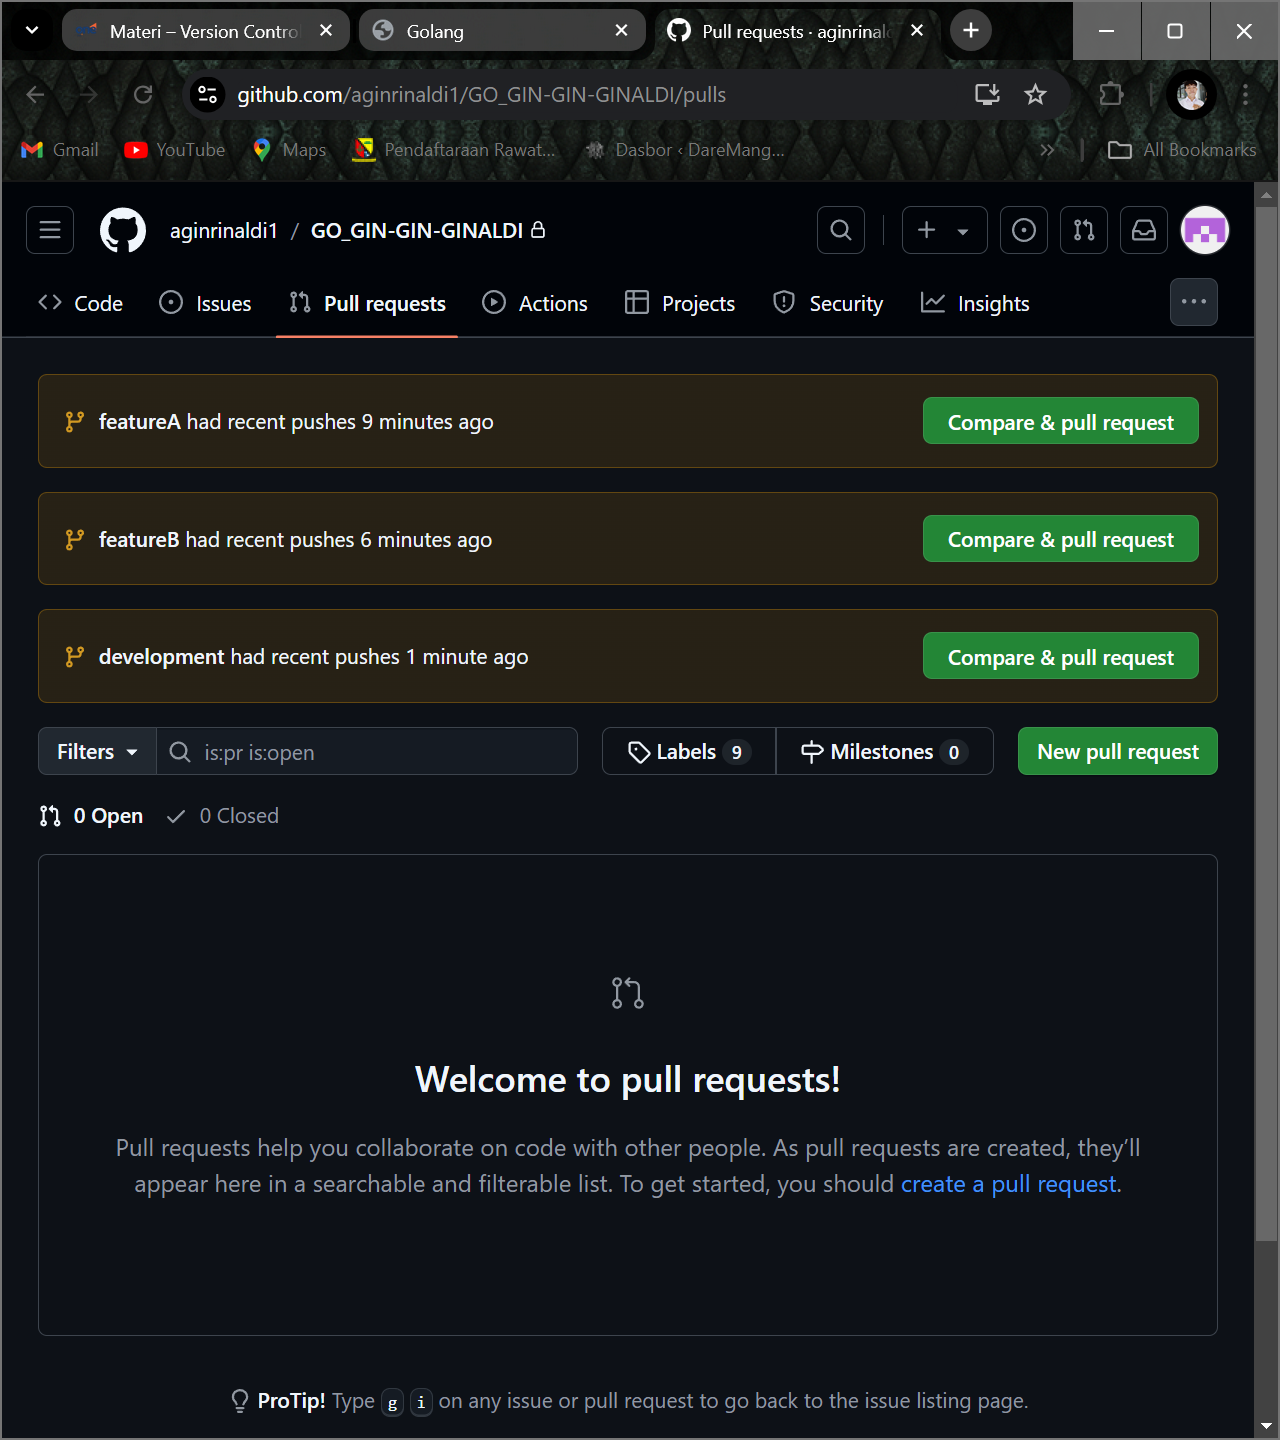 Materi – Version Contro
Golang
Pull requests · aginrinald
github.com/aginrinaldi1/GO_GIN-GIN-GINALDI/pulls
Gmail
YouTube
Maps
Pendaftaraan Rawat...
Dasbor ‹ DareMang...
All Bookmarks
aginrinaldi1 / GO_GIN-GIN-GINALDI
Code
Issues
Pull requests
Actions
Projects
Security
Insights
featureA had recent pushes 9 minutes ago
Compare & pull request
featureB had recent pushes 6 minutes ago
Compare & pull request
development had recent pushes 1 minute ago
Compare & pull request
Filters
is:pr is:open
Labels 9
Milestones 0
New pull request
0 Open
0 Closed
Welcome to pull requests!
Pull requests help you collaborate on code with other people. As pull requests are created, they’ll
appear here in a searchable and filterable list. To get started, you should create a pull request.
ProTip! Type g i on any issue or pull request to go back to the issue listing page.